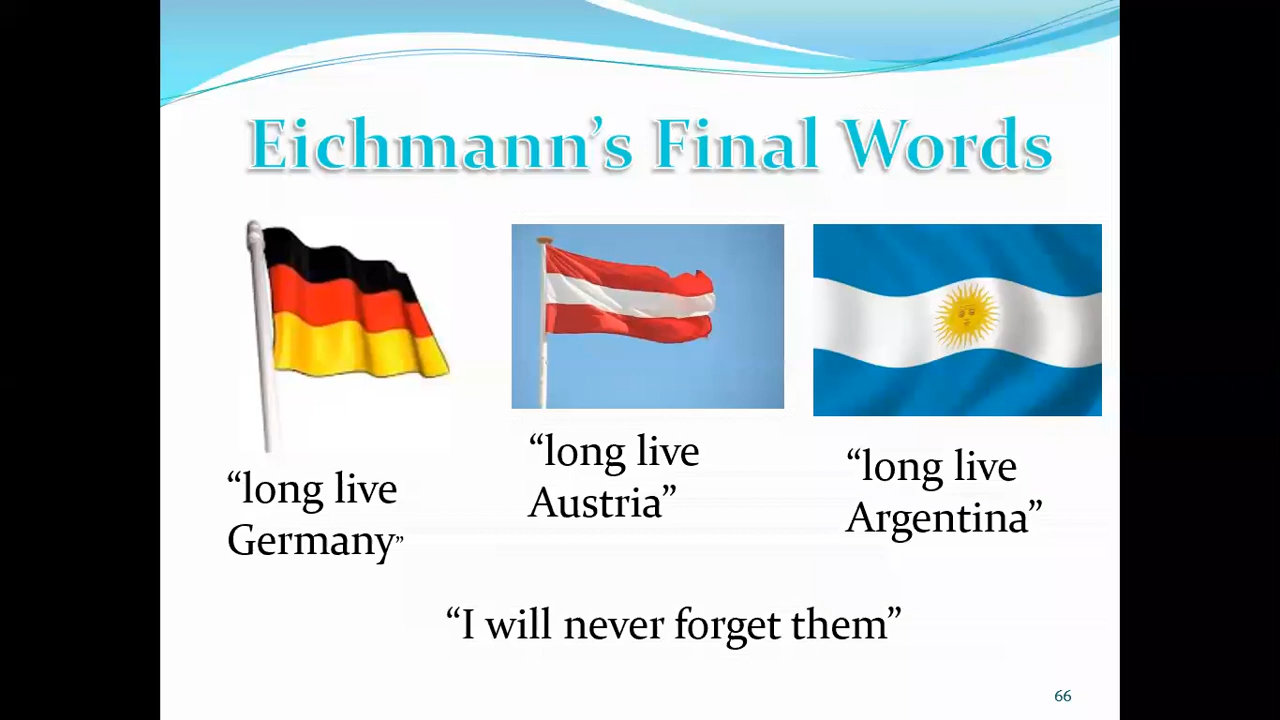 Eichmann’s Final Words
“long live
Germany”
“long live
Austria”
“long live
Argentina”
“I will never forget them”
66